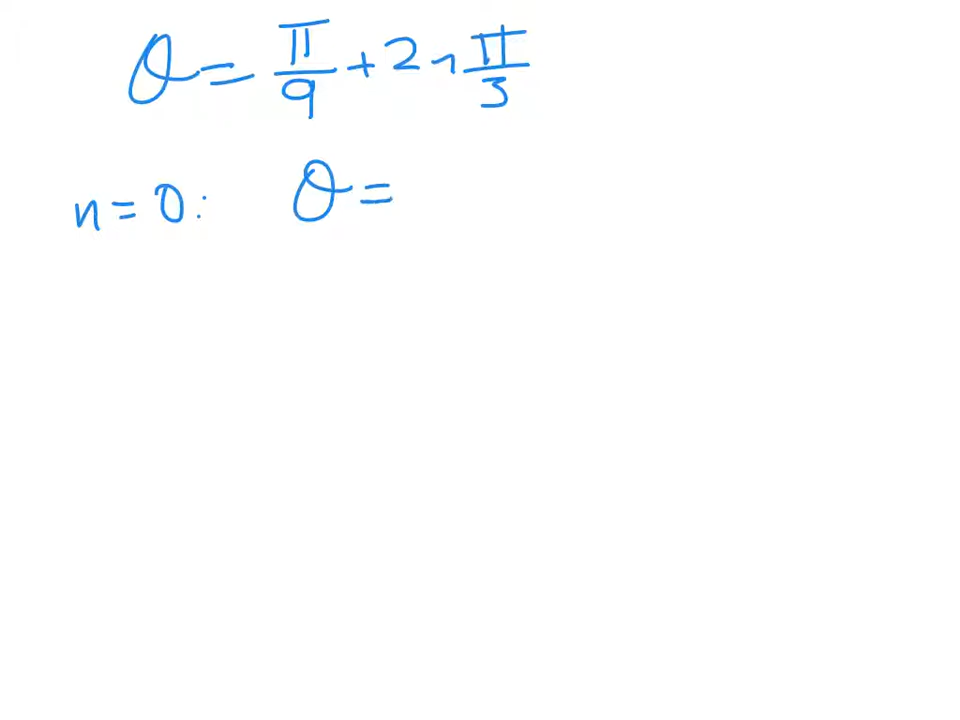 θ = π/9 + 2nπ/3
n = 0: θ =